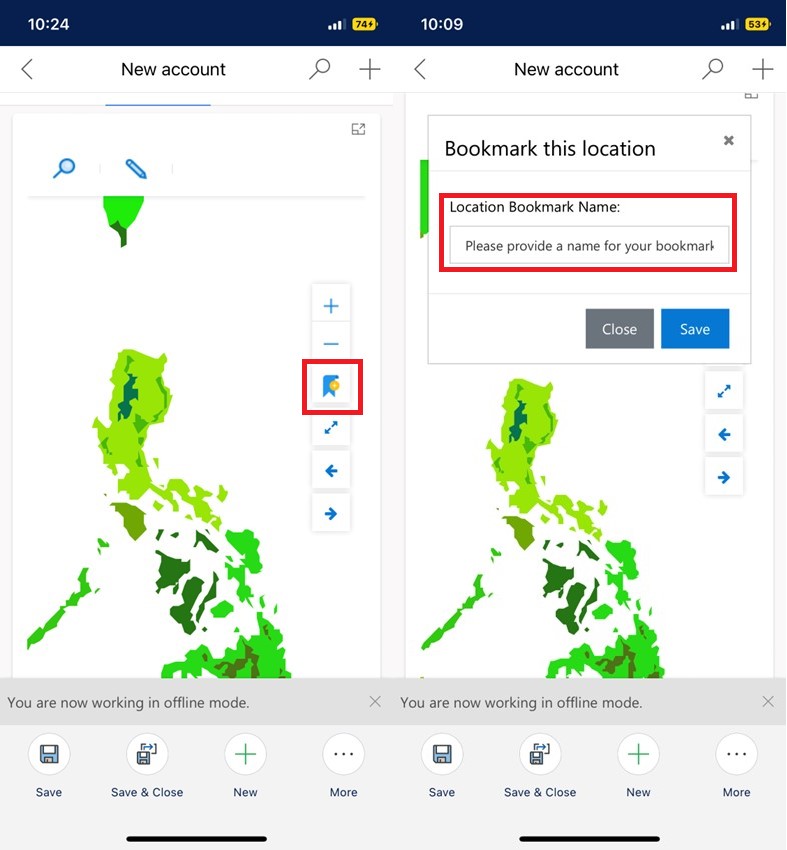 10:24
74
New account
You are now working in offline mode.
Save
Save & Close
New
More
10:09
53
New account
Bookmark this location
Location Bookmark Name:
Please provide a name for your bookmark
Close
Save
You are now working in offline mode.
Save
Save & Close
New
More